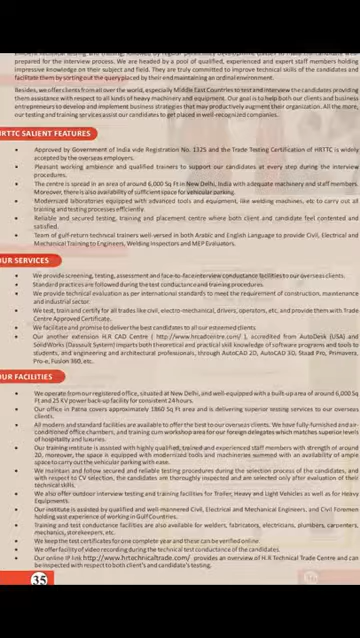 prepared for the interview process. We are headed by a pool of qualified, experienced and expert staff members holding
impressive knowledge on their subject and field. They are truly committed to improve technical skills of the candidates and
facilitate them by sorting out the query placed by their end maintaining an ordinal environment.
Besides, we offer clients from all over the world, especially Middle East Countries to test and interview the candidates providing
them assistance with respect to all kinds of heavy machinery and equipment. Our goal is to help both our clients and business
entrepreneurs to develop and implement business strategies that may productively augment their organization. All the more,
our testing and training services assist our candidates to get placed in well-recognized companies.
HRTTC SALIENT FEATURES
• Approved by Government of India vide Registration No. 1325 and the Trade Testing Certification of HRTTC is widely
accepted by the overseas employers.
• Pleasant working ambience and qualified trainers to support our candidates at every step during the interview
procedures.
• The centre is spread in an area of around 6,000 Sq Ft in New Delhi, India with adequate machinery and staff members.
Moreover, there is also availability of sufficient space for vehicular parking.
• Modernized laboratories equipped with advanced tools and equipment, like welding machines, etc to carry out all
training and testing processes efficiently.
• Reliable and secured testing, training and placement centre where both client and candidate feel contented and
satisfied.
• Team of gulf-return technical trainers well-versed in both Arabic and English Language to provide Civil, Electrical and
Mechanical Training to Engineers, Welding Inspectors and MEP Evaluators.
OUR SERVICES
• We provide screening, testing, assessment and face-to-face interview conductance facilities to our overseas clients.
• Standard practices are followed during the test conductance and training procedures.
• We provide technical evaluation as per international standards to meet the requirement of construction, maintenance
and industrial sector.
• We test, train and certify for all trades like civil, electro-mechanical, drivers, operators, etc, and provide them with Trade
Centre Approved Certificate.
• We facilitate and promise to deliver the best candidates to all our esteemed clients.
• Our another extension H.R CAD Centre ( http://www.hrcadcentre.com/ ), accredited from AutoDesk (USA) and
SolidWorks (Dassault System) imparts both theoretical and practical skill knowledge of software programs and tools to
students, and engineering and architectural professionals, through AutoCAD 2D, AutoCAD 3D, Staad Pro, Primavera,
Pro-e, Fusion 360, etc..
OUR FACILITIES
• We operate from our registered office, situated at New Delhi, and well-equipped with a built-up area of around 6,000 Sq
Ft and 25 KV power back-up facility for consistent 24 hours.
• Our office in Patna covers approximately 1860 Sq Ft area and is delivering superior testing services to our overseas
clients.
• All modern and standard facilities are available to offer the best to our overseas clients. We have fully-furnished and air-
conditioned office chambers, and training cum workshop area for our foreign delegates which matches superior levels
of hospitality and luxuries.
• Our training institute is assisted with highly qualified, trained and experienced staff members with strength of around
20, moreover, the space is equipped with modernized tools and machineries summed with an availability of ample
space to carry out the vehicular parking with ease.
• We maintain and follow secured and reliable testing procedures during the selection process of the candidates, and
with respect to CV selection, the candidates are thoroughly inspected and are selected only after evaluation of their
technical skills.
• We also offer outdoor interview testing and training facilities for Trailer, Heavy and Light Vehicles as well as for Heavy
Equipments.
• Our institute is assisted by qualified and well-mannered Civil, Electrical and Mechanical Engineers, and Civil Foremen
holding vast experience of working in Gulf Countries.
• Training and test conductance facilities are also available for welders, fabricators, electricians, plumbers, carpenters,
mechanics, storekeepers, etc.
• We keep the test certificates for one complete year and these can be verified online.
• We offer facility of video recording during the technical test conductance of the candidates.
• Our online IP link http://www.hrtechnicaltrade.com/ provides an overview of H.R Technical Trade Centre and can
be inspected with respect to both client's and candidate's testing.
35